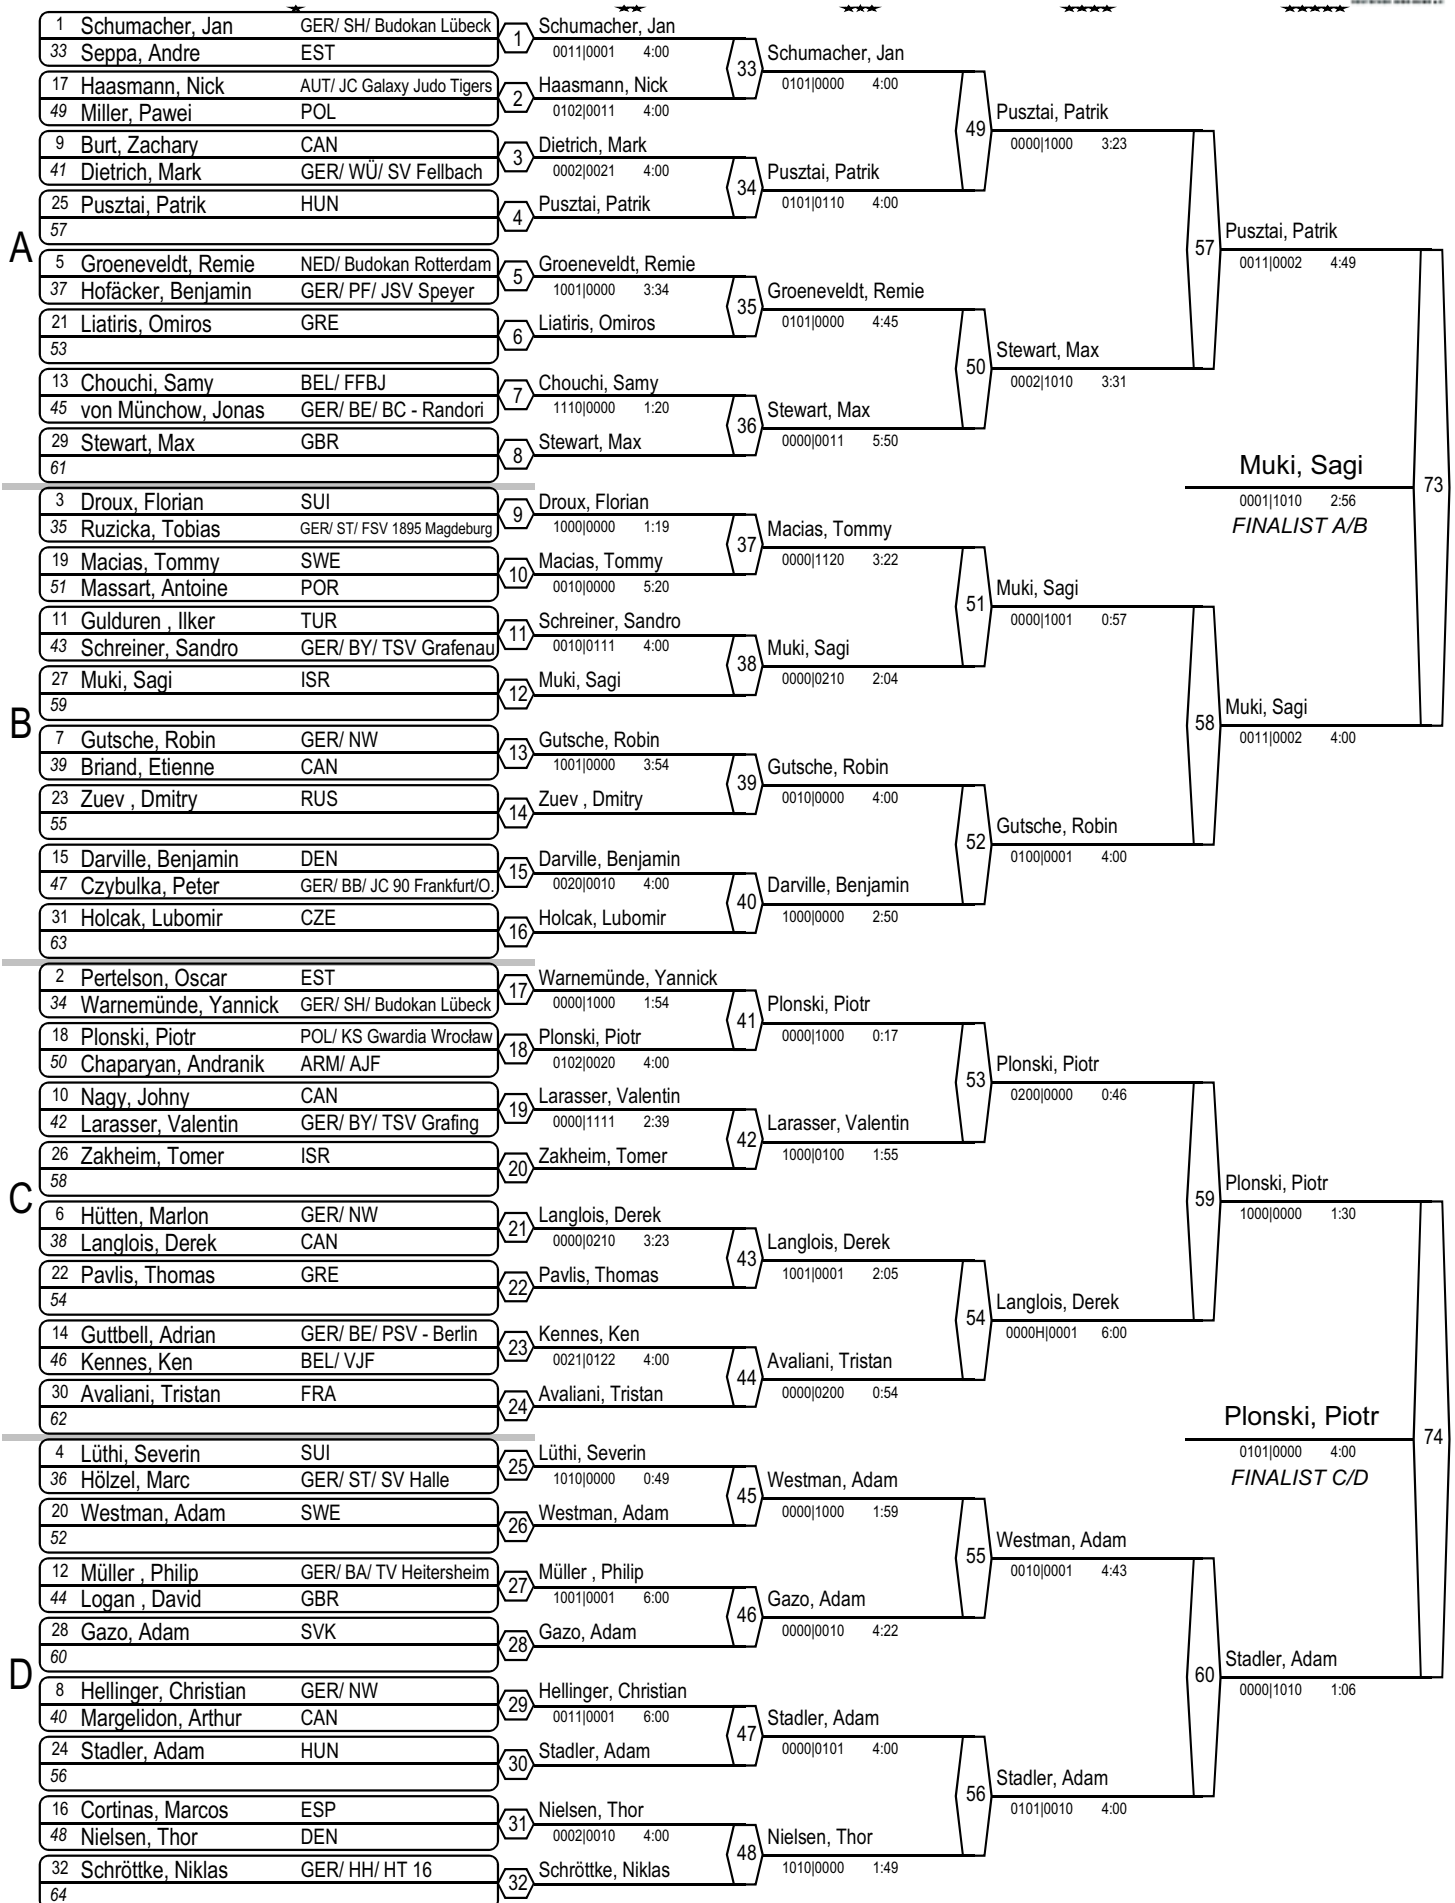 1 Schumacher, Jan GER/ SH/ Budokan Lübeck
33 Seppa, Andre EST
1 Schumacher, Jan
0011|0001 4:00
17 Haasmann, Nick AUT/ JC Galaxy Judo Tigers
49 Miller, Pawei POL
2 Haasmann, Nick
0102|0011 4:00
33 Schumacher, Jan
0101|0000 4:00
9 Burt, Zachary CAN
41 Dietrich, Mark GER/ WÜ/ SV Fellbach
3 Dietrich, Mark
0002|0021 4:00
25 Pusztai, Patrik HUN
57
4 Pusztai, Patrik
34 Pusztai, Patrik
0101|0110 4:00
49 Pusztai, Patrik
0000|1000 3:23
A
5 Groeneveldt, Remie NED/ Budokan Rotterdam
37 Hofäcker, Benjamin GER/ PF/ JSV Speyer
5 Groeneveldt, Remie
1001|0000 3:34
21 Liatiris, Omiros GRE
53
6 Liatiris, Omiros
35 Groeneveldt, Remie
0101|0000 4:45
13 Chouchi, Samy BEL/ FFBJ
45 von Münchow, Jonas GER/ BE/ BC - Randori
7 Chouchi, Samy
1110|0000 1:20
29 Stewart, Max GBR
61
8 Stewart, Max
36 Stewart, Max
0000|0011 5:50
50 Stewart, Max
0002|1010 3:31
57 Pusztai, Patrik
0011|0002 4:49
3 Droux, Florian SUI
35 Ruzicka, Tobias GER/ ST/ FSV 1895 Magdeburg
9 Droux, Florian
1000|0000 1:19
19 Macias, Tommy SWE
51 Massart, Antoine POR
10 Macias, Tommy
0010|0000 5:20
37 Macias, Tommy
0000|1120 3:22
11 Gulduren , Ilker TUR
43 Schreiner, Sandro GER/ BY/ TSV Grafenau
11 Schreiner, Sandro
0010|0111 4:00
27 Muki, Sagi ISR
59
12 Muki, Sagi
38 Muki, Sagi
0000|0210 2:04
51 Muki, Sagi
0000|1001 0:57
B
7 Gutsche, Robin GER/ NW
39 Briand, Etienne CAN
13 Gutsche, Robin
1001|0000 3:54
23 Zuev , Dmitry RUS
55
14 Zuev , Dmitry
39 Gutsche, Robin
0010|0000 4:00
15 Darville, Benjamin DEN
47 Czybulka, Peter GER/ BB/ JC 90 Frankfurt/O.
15 Darville, Benjamin
0020|0010 4:00
31 Holcak, Lubomir CZE
63
16 Holcak, Lubomir
40 Darville, Benjamin
1000|0000 2:50
52 Gutsche, Robin
0100|0001 4:00
58 Muki, Sagi
0011|0002 4:00
73 Muki, Sagi
0001|1010 2:56
FINALIST A/B
2 Pertelson, Oscar EST
34 Warnemünde, Yannick GER/ SH/ Budokan Lübeck
17 Warnemünde, Yannick
0000|1000 1:54
18 Plonski, Piotr POL/ KS Gwardia Wrocław
50 Chaparyan, Andranik ARM/ AJF
18 Plonski, Piotr
0102|0020 4:00
41 Plonski, Piotr
0000|1000 0:17
10 Nagy, Johny CAN
42 Larasser, Valentin GER/ BY/ TSV Grafing
19 Larasser, Valentin
0000|1111 2:39
26 Zakheim, Tomer ISR
58
20 Zakheim, Tomer
42 Larasser, Valentin
1000|0100 1:55
53 Plonski, Piotr
0200|0000 0:46
C
6 Hütten, Marlon GER/ NW
38 Langlois, Derek CAN
21 Langlois, Derek
0000|0210 3:23
22 Pavlis, Thomas GRE
54
22 Pavlis, Thomas
43 Langlois, Derek
1001|0001 2:05
14 Guttbell, Adrian GER/ BE/ PSV - Berlin
46 Kennes, Ken BEL/ VJF
23 Kennes, Ken
0021|0122 4:00
30 Avaliani, Tristan FRA
62
24 Avaliani, Tristan
44 Avaliani, Tristan
0000|0200 0:54
54 Langlois, Derek
0000H|0001 6:00
59 Plonski, Piotr
1000|0000 1:30
4 Lüthi, Severin SUI
36 Hölzel, Marc GER/ ST/ SV Halle
25 Lüthi, Severin
1010|0000 0:49
20 Westman, Adam SWE
52
26 Westman, Adam
45 Westman, Adam
0000|1000 1:59
12 Müller , Philip GER/ BA/ TV Heitersheim
44 Logan , David GBR
27 Müller , Philip
1001|0001 6:00
28 Gazo, Adam SVK
60
28 Gazo, Adam
46 Gazo, Adam
0000|0010 4:22
55 Westman, Adam
0010|0001 4:43
D
8 Hellinger, Christian GER/ NW
40 Margelidon, Arthur CAN
29 Hellinger, Christian
0011|0001 6:00
24 Stadler, Adam HUN
56
30 Stadler, Adam
47 Stadler, Adam
0000|0101 4:00
16 Cortinas, Marcos ESP
48 Nielsen, Thor DEN
31 Nielsen, Thor
0002|0010 4:00
32 Schröttke, Niklas GER/ HH/ HT 16
64
32 Schröttke, Niklas
48 Nielsen, Thor
1010|0000 1:49
56 Stadler, Adam
0101|0010 4:00
60 Stadler, Adam
0000|1010 1:06
74 Plonski, Piotr
0101|0000 4:00
FINALIST C/D